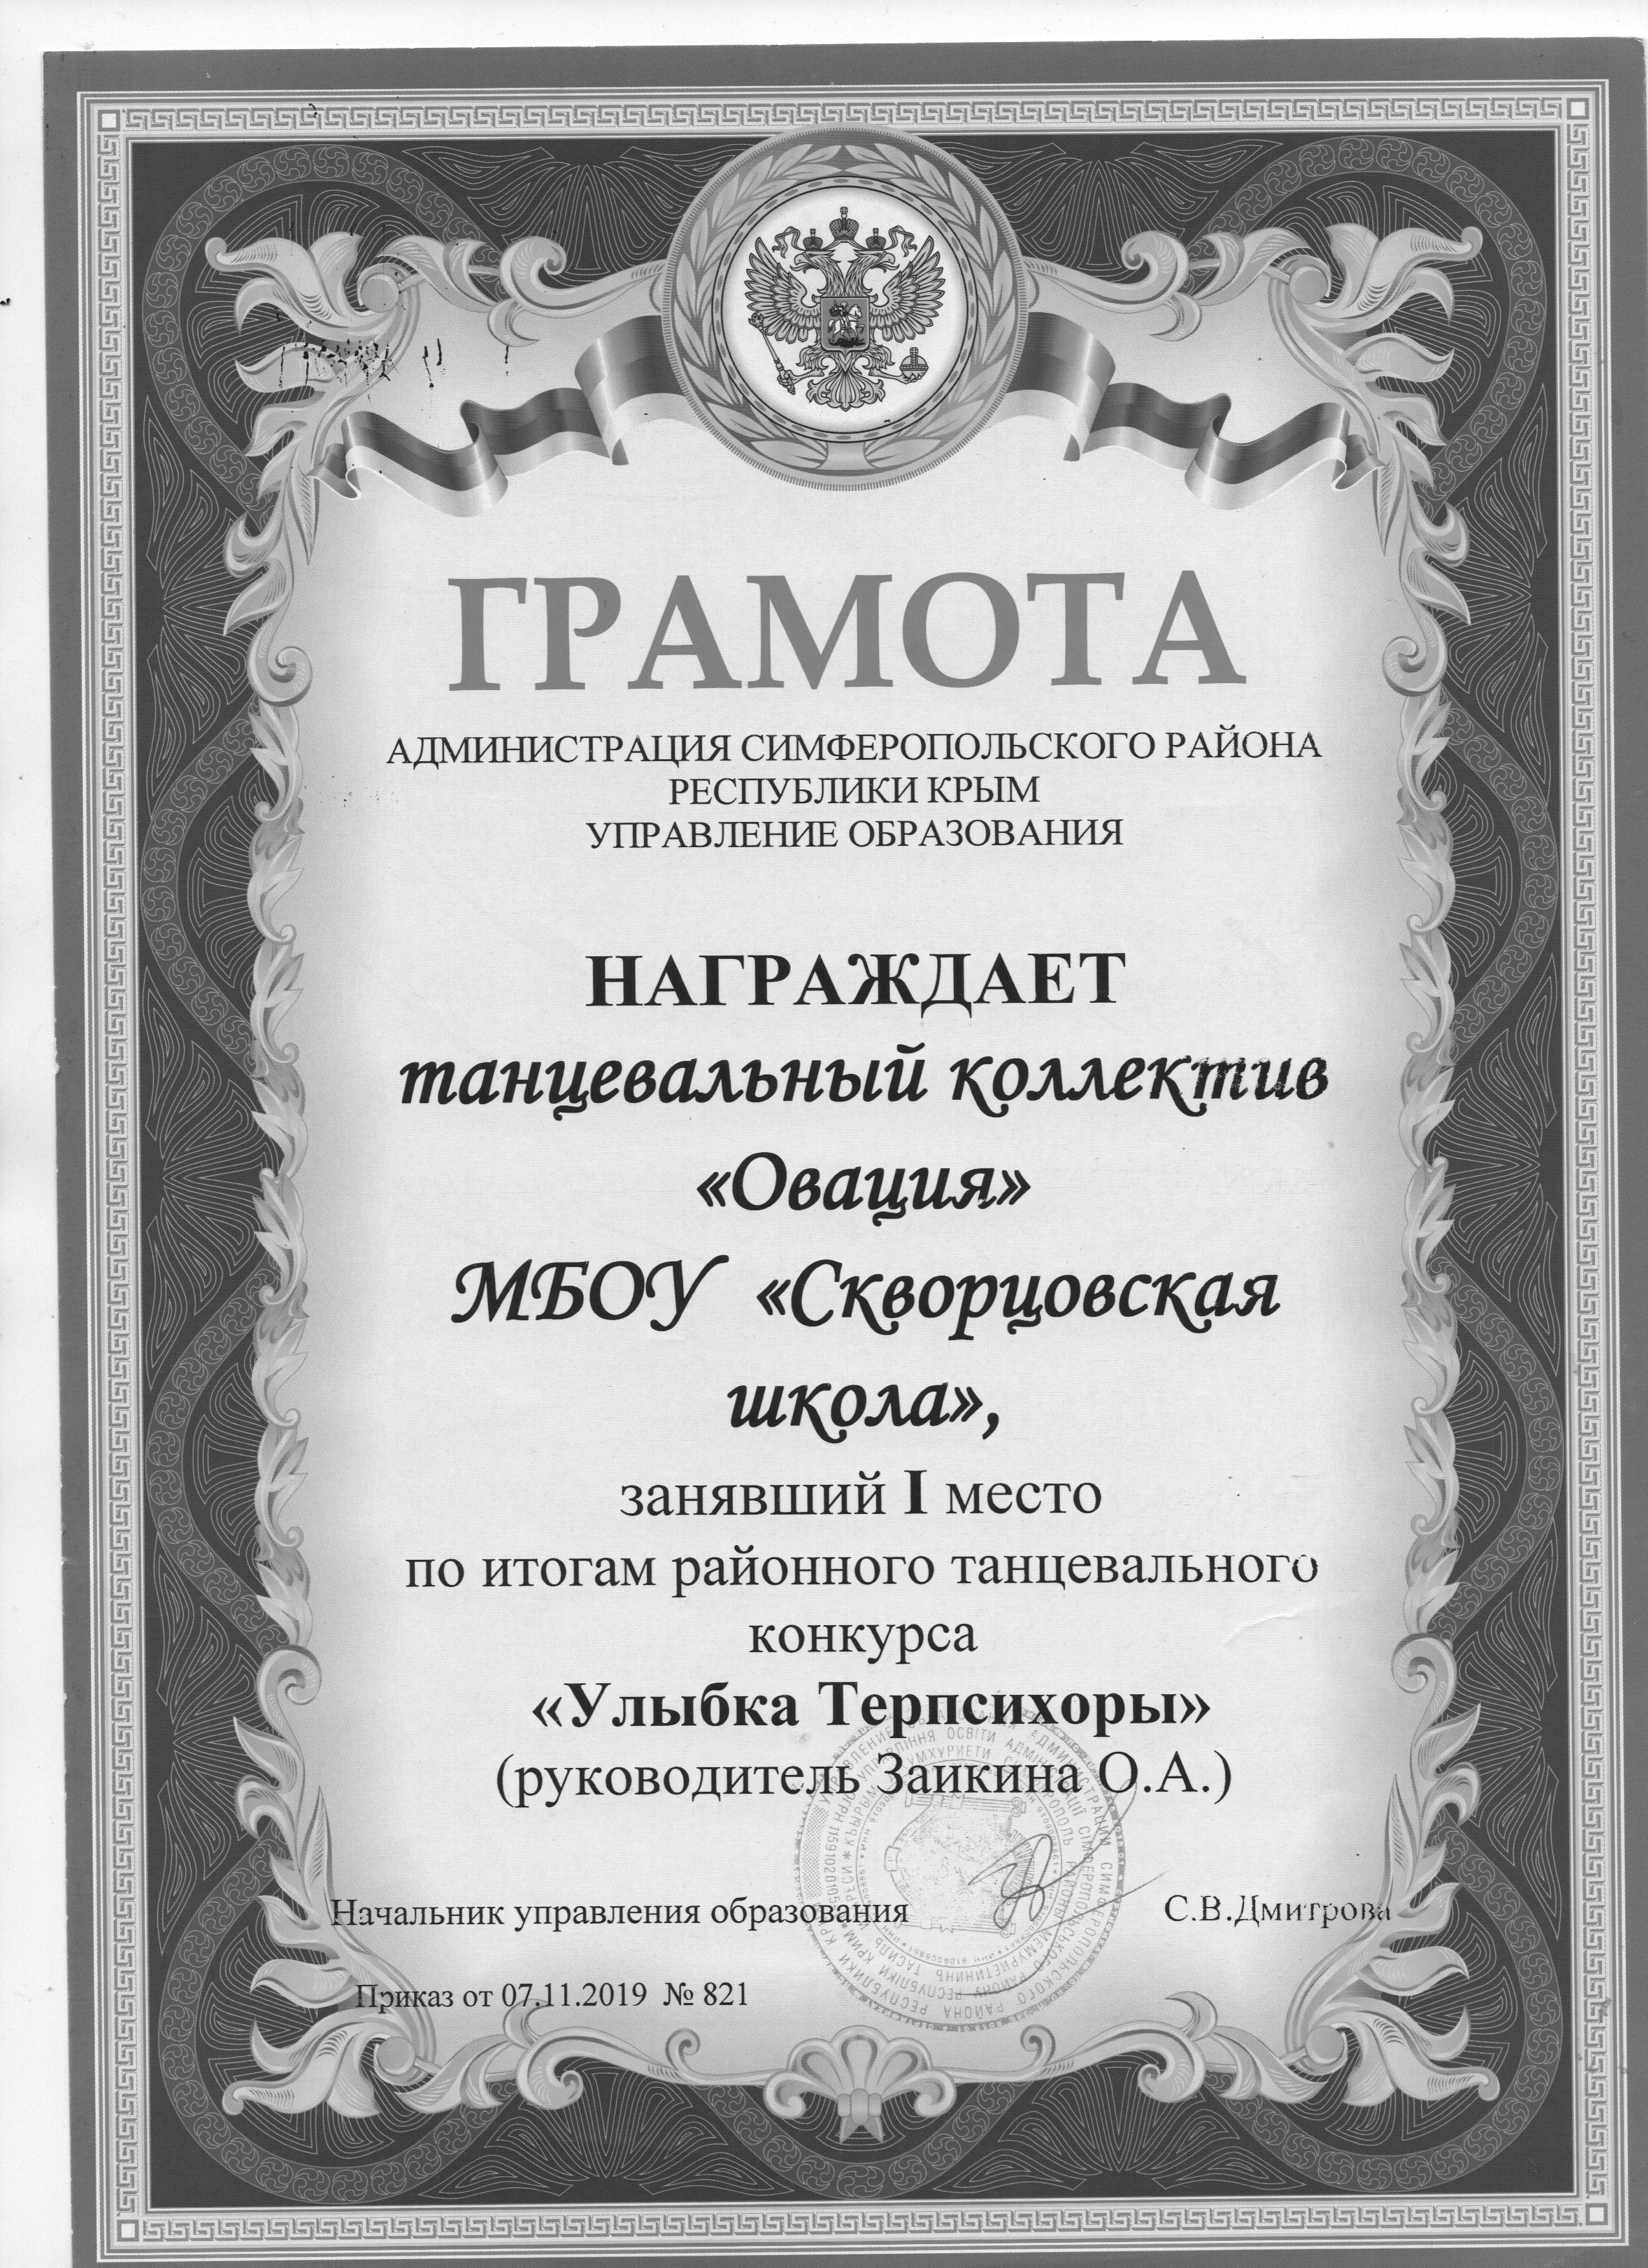 ГРАМОТА
АДМИНИСТРАЦИЯ СИМФЕРОПОЛЬСКОГО РАЙОНА
РЕСПУБЛИКИ КРЫМ
УПРАВЛЕНИЕ ОБРАЗОВАНИЯ
НАГРАЖДАЕТ
танцевальный коллектив
«Овация»
МБОУ «Скворцовская
школа»,
занявший I место
по итогам районного танцевального
конкурса
«Улыбка Терпсихоры»
(руководитель Заикина О.А.)
Начальник управления образования С.В.Дмитрова
Приказ от 07.11.2019 № 821